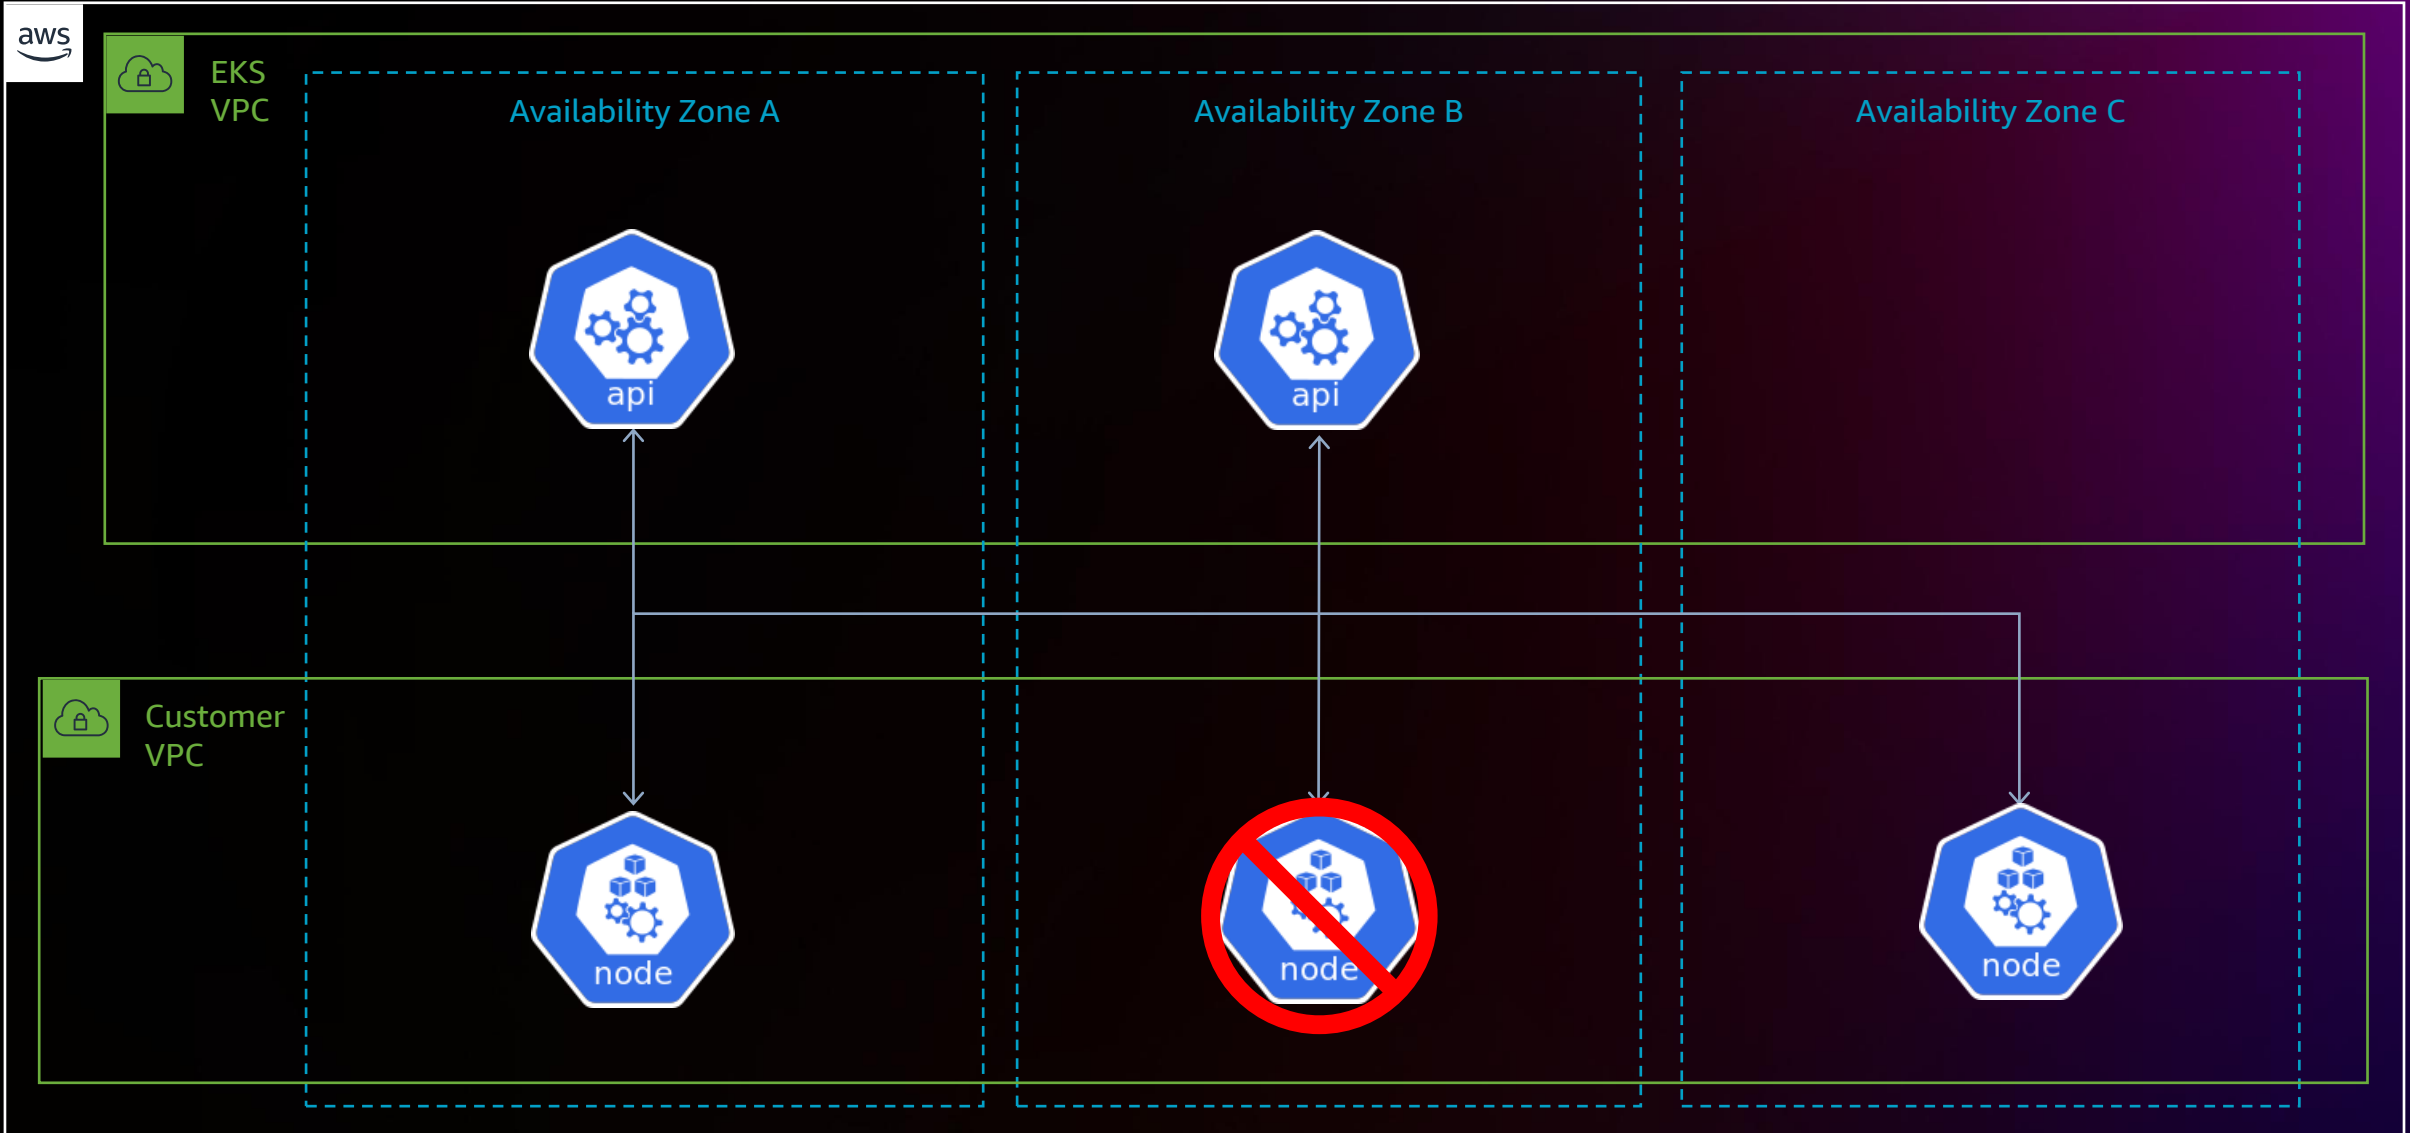 aws
EKS
VPC
Availability Zone A
Availability Zone B
Availability Zone C
api
api
Customer
VPC
node
node
node